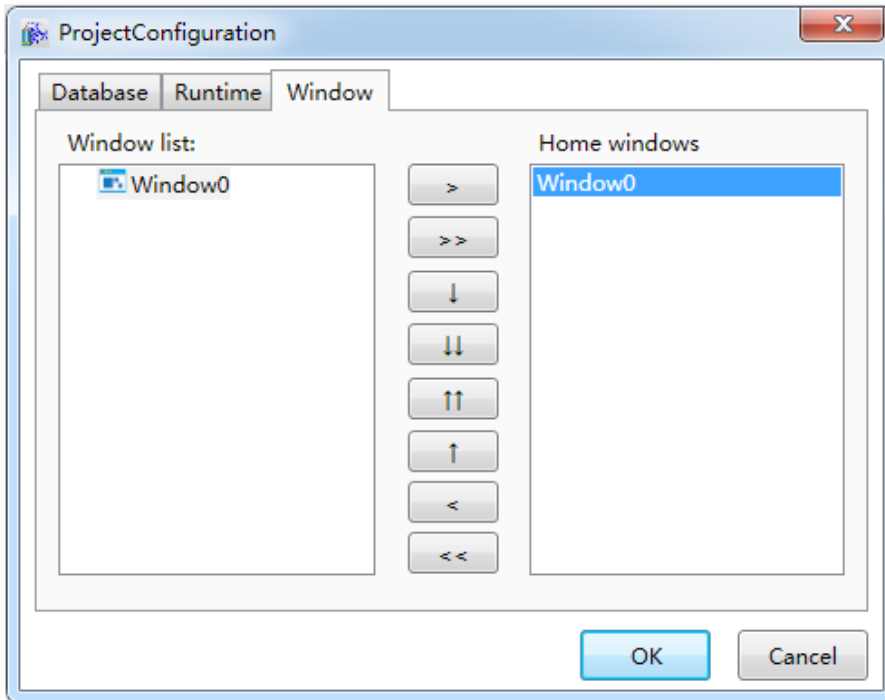 ProjectConfiguration
Database Runtime Window
Window list:
Home windows
Window0
Window0
>
>>
↓
↓↓
↑↑
↑
<
<<
OK Cancel